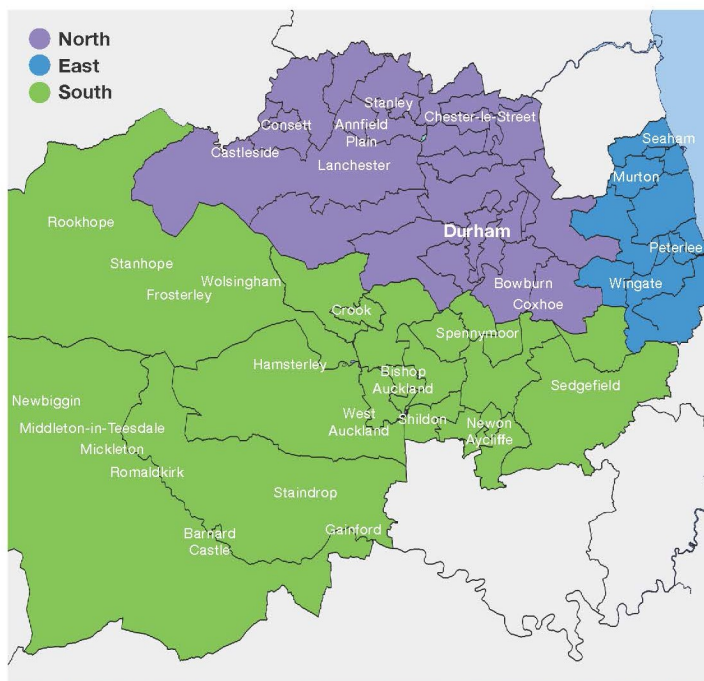 North
East
South
Stanley
Chester-le-Street
Consett
Annfield
Plain
Castleside
Lanchester
Seaham
Murton
Rookhope
Durham
Peterlee
Stanhope
Wolsingham
Frosterley
Bowburn
Coxhoe
Wingate
Crook
Spennymoor
Hamsterley
Bishop
Auckland
Sedgefield
Newbiggin
West
Auckland
Shildon
Newon
Aycliffe
Middleton-in-Teesdale
Mickleton
Romaldkirk
Staindrop
Barnard
Castle
Gainford